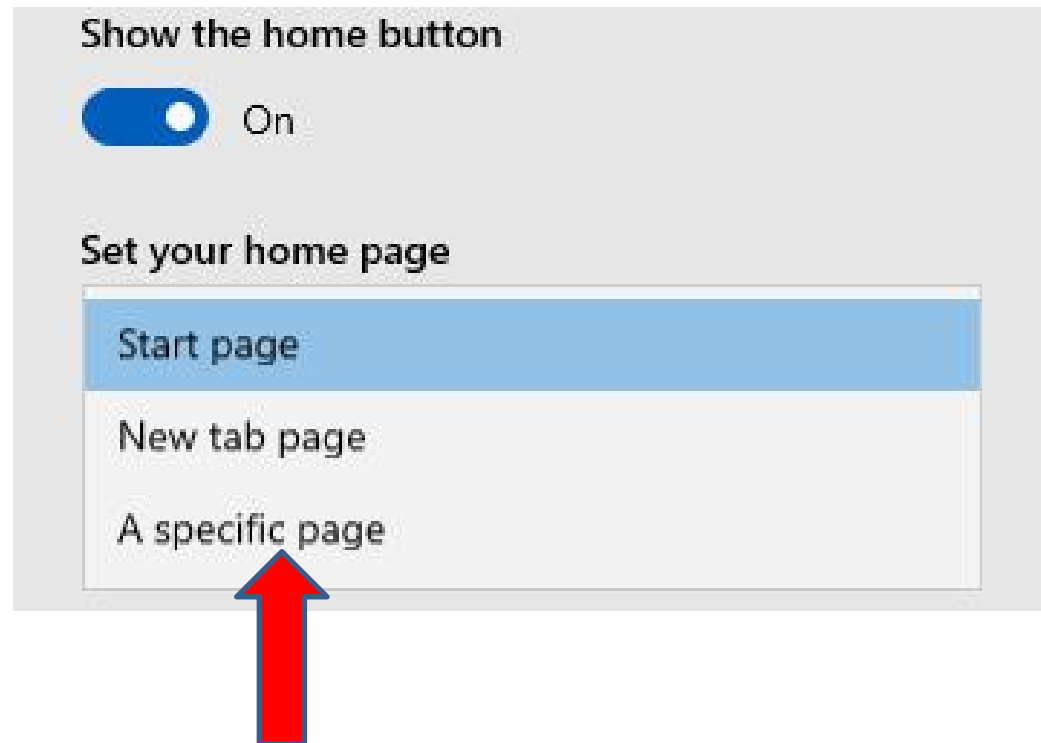 Show the home button
On
Set your home page
Start page
New tab page
A specific page